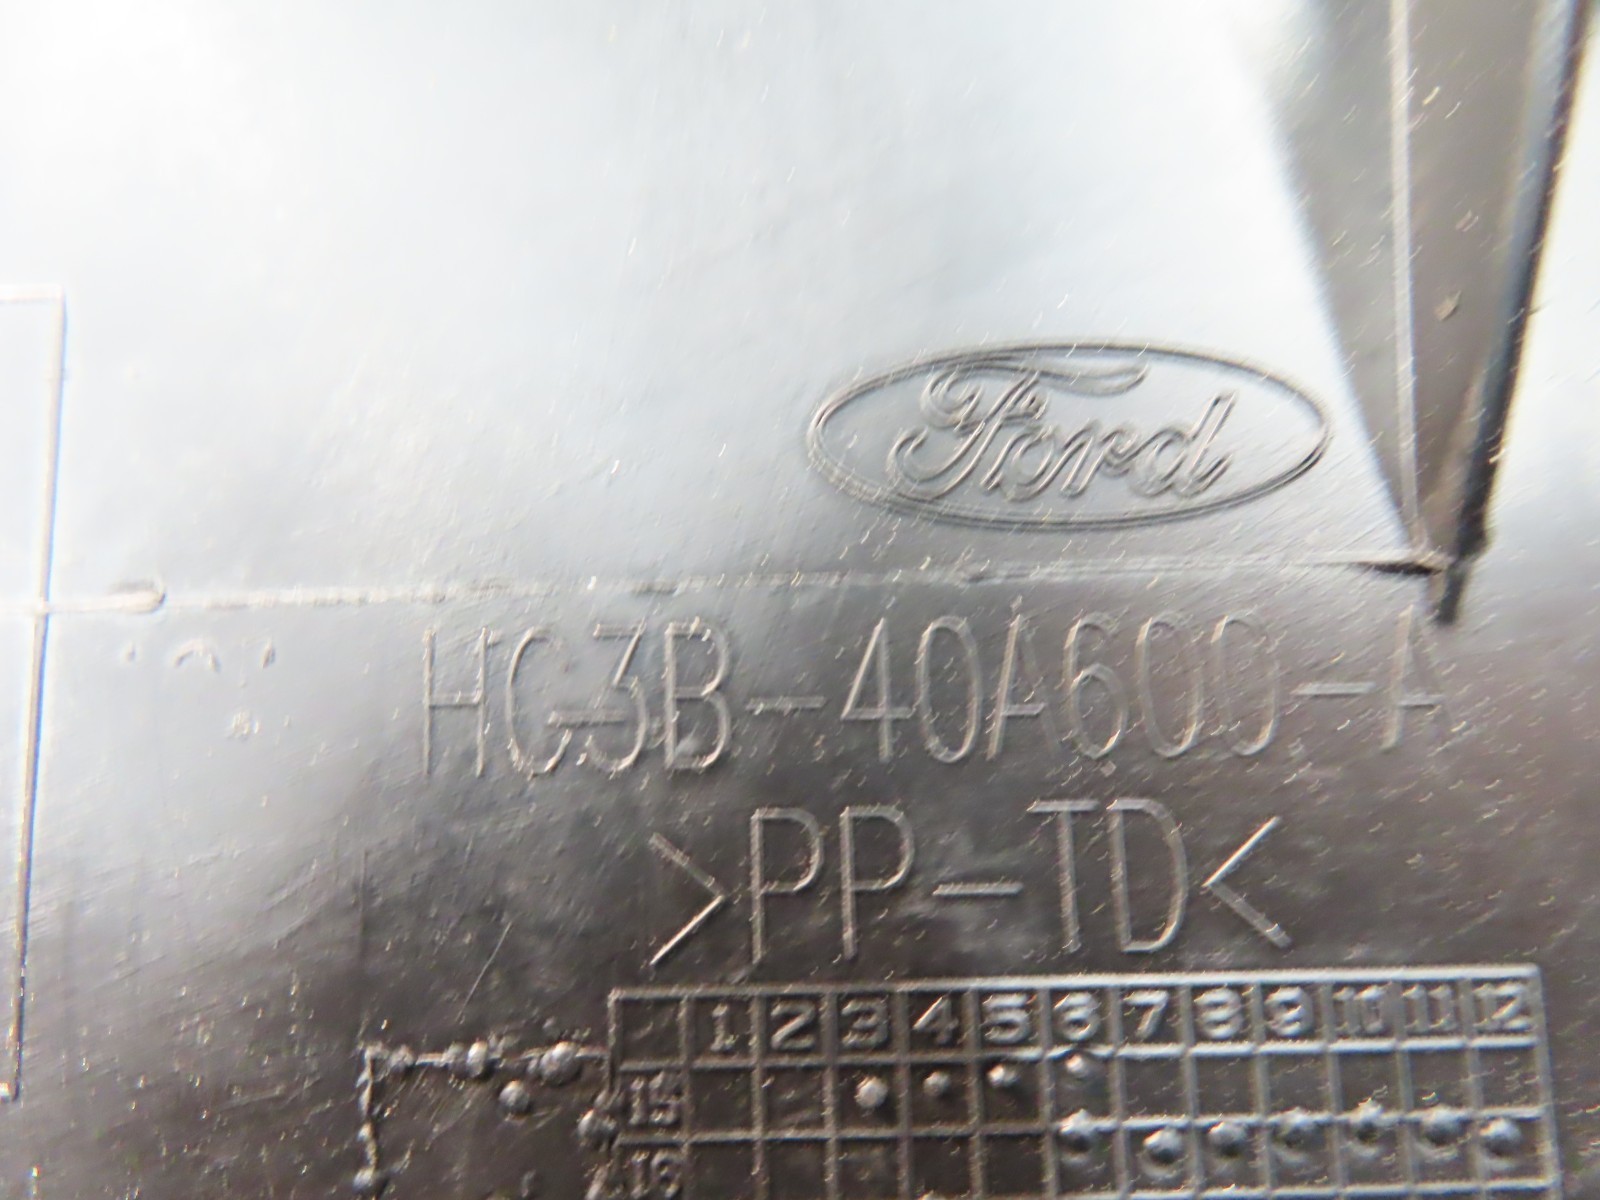 Ford
HC3B-40A600-A
>PP-TD<
1 2 3 4 5 6 7 8 9 10 11 12
15
16